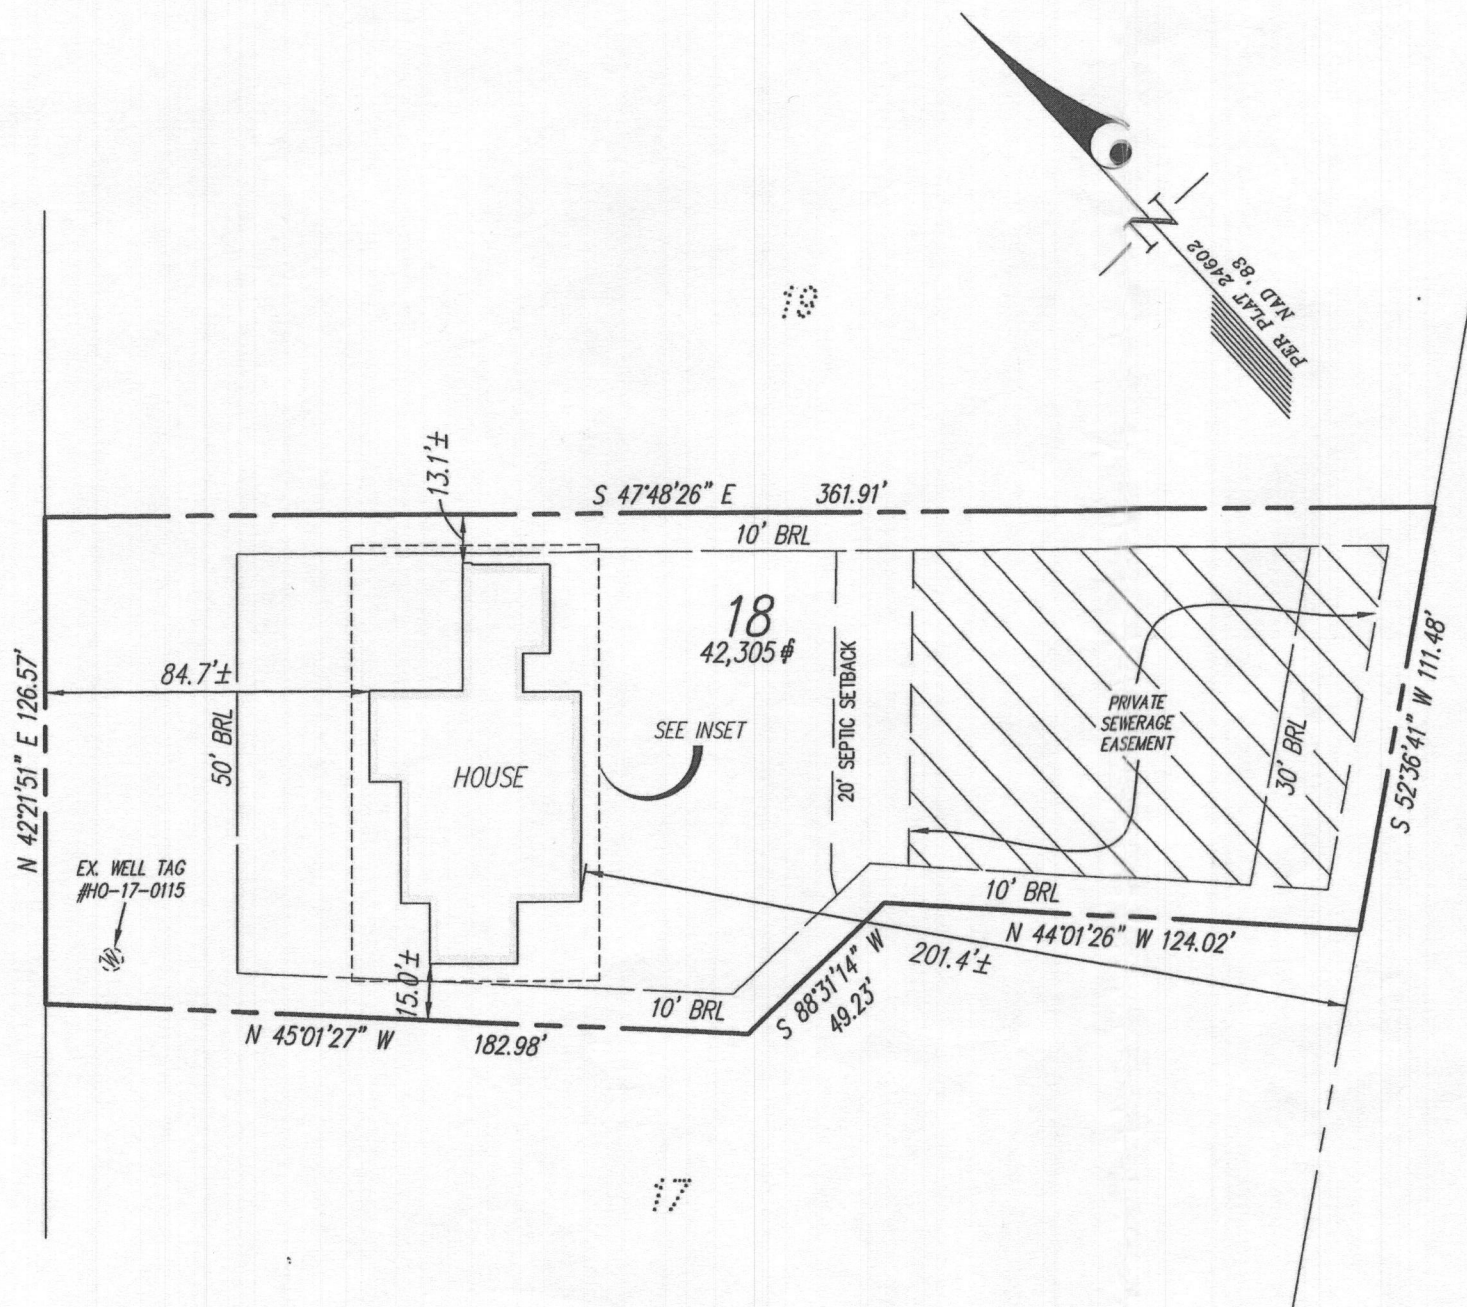 N
PER PLAT 24602
NAD '83
19
13.1'±
S 47°48'26" E 361.91'
10' BRL
18
42,305
84.7'±
N 42°21'51" E 126.57'
50' BRL
HOUSE
SEE INSET
20' SEPTIC SETBACK
PRIVATE
SEWERAGE
EASEMENT
30' BRL
S 52°36'41" W 111.48'
EX. WELL TAG
#HO-17-0115
W
15.0'±
10' BRL
10' BRL
N 45°01'27" W 182.98'
S 88°31'14" W
49.23'
N 44°01'26" W 124.02'
201.4'±
17